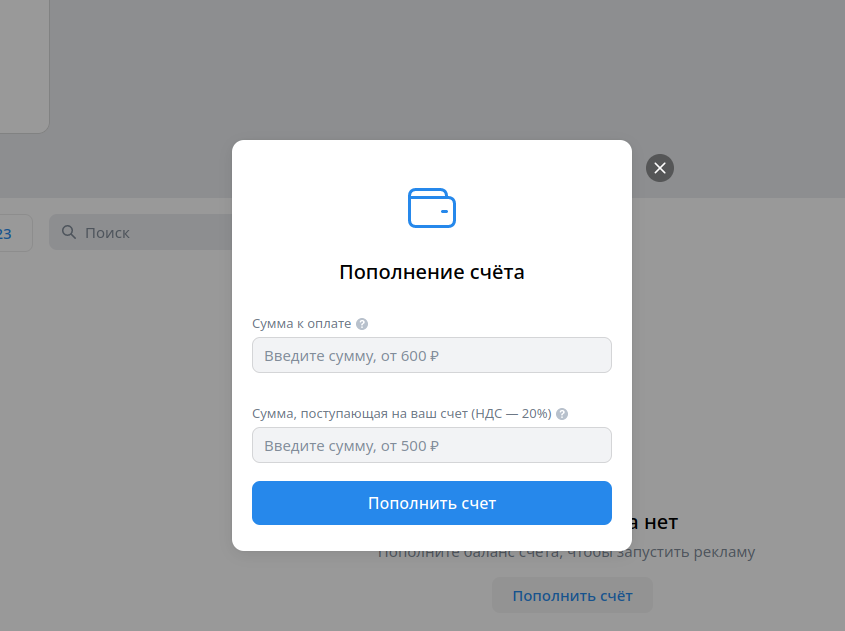 23
Поиск
Пополнение счёта
Сумма к оплате ?
Введите сумму, от 600 ₽
Сумма, поступающая на ваш счет (НДС — 20%) ?
Введите сумму, от 500 ₽
Пополнить счет
а нет
Пополните баланс счёта, чтобы запустить рекламу
Пополнить счёт